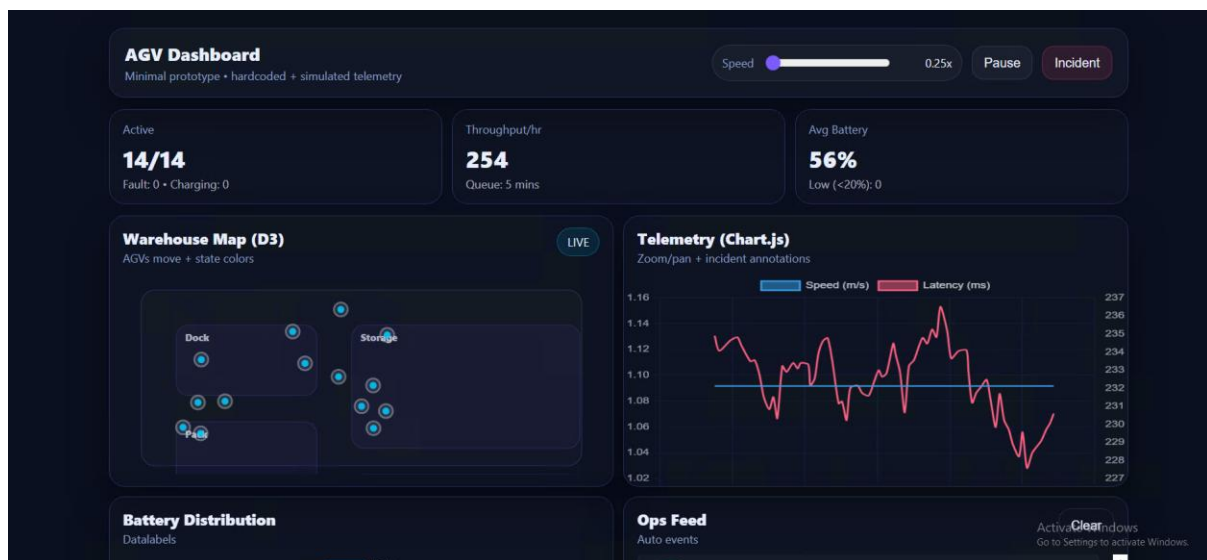 AGV Dashboard
Minimal prototype • hardcoded + simulated telemetry
Speed 0.25x Pause Incident
Active
14/14
Fault: 0 • Charging: 0
Throughput/hr
254
Queue: 5 mins
Avg Battery
56%
Low (<20%): 0
Warehouse Map (D3)
AGVs move + state colors
LIVE
Dock
Storage
Pack
Telemetry (Chart.js)
Zoom/pan + incident annotations
Speed (m/s) Latency (ms)
1.16 237
236
1.14 235
234
1.12
1.10 233
232
1.08 231
1.06 230
229
1.04 228
1.02 227
Battery Distribution
Datalabels
Ops Feed
Auto events
Clear
Activate Windows
Go to Settings to activate Windows.